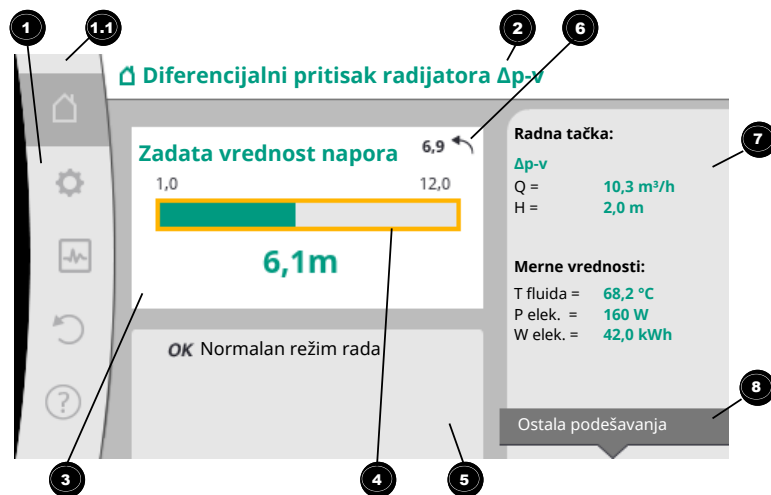 1
1.1
2
6
Diferencijalni pritisak radijatora Δp-v
Zadata vrednost napora
6,9
1,0
12,0
6,1m
OK Normalan režim rada
Radna tačka:
Δp-v
Q = 10,3 m³/h
H = 2,0 m
Merne vrednosti:
T fluida = 68,2 °C
P elek. = 160 W
W elek. = 42,0 kWh
Ostala podešavanja
7
8
?
3
4
5